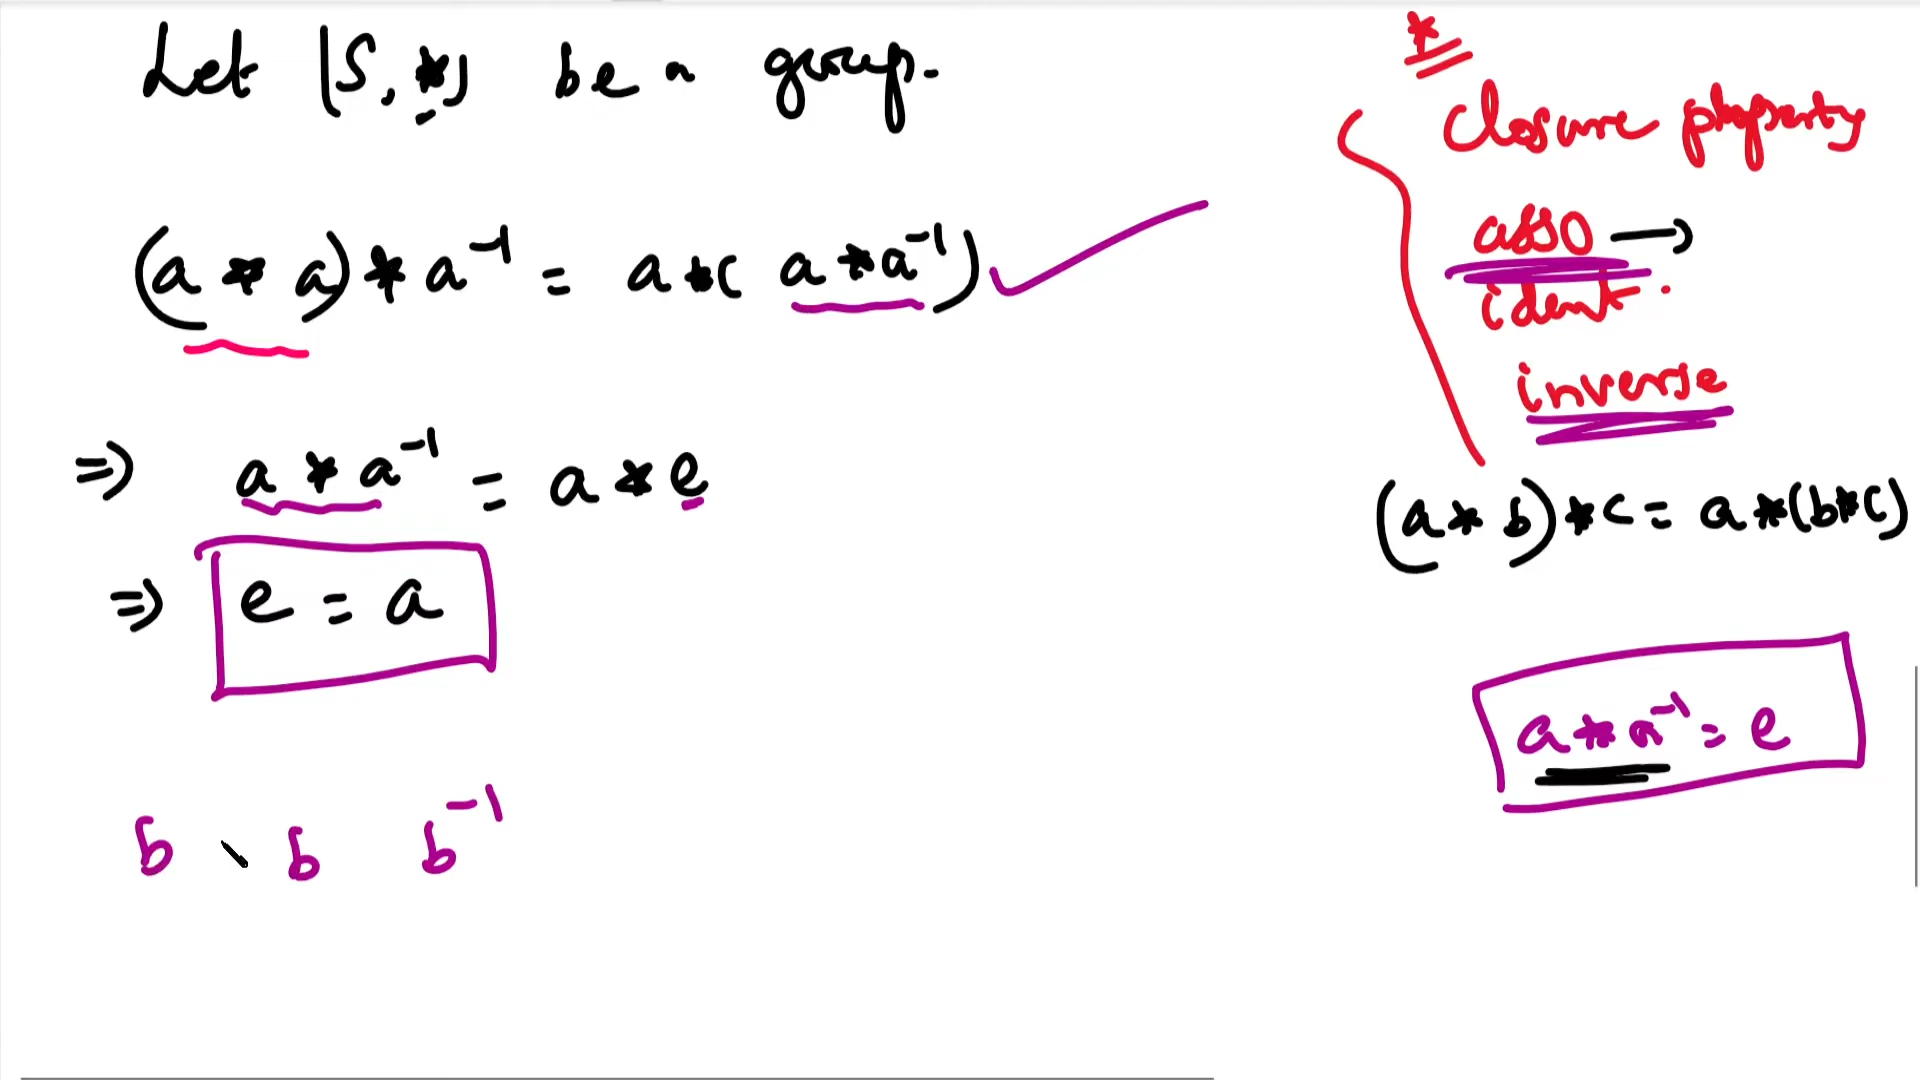 Let (S, *) be a group.
(a * a) * a⁻¹ = a * ( a * a⁻¹)
⇒ a * a⁻¹ = a * e
⇒ e = a
b b b⁻¹
*
closure property
asso →
ident.
inverse
(a * b) * c = a * (b * c)
a * a⁻¹ = e